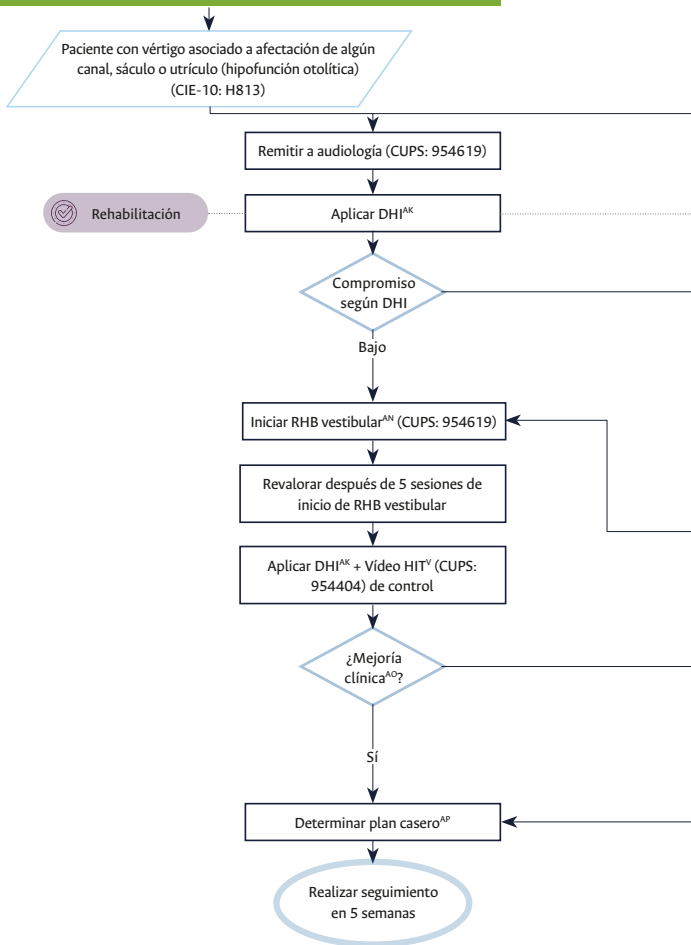 Paciente con vértigo asociado a afectación de algún
canal, sáculo o utrículo (hipofunción otolítica)
(CIE-10: H813)
Remitir a audiología (CUPS: 954619)
Rehabilitación
Aplicar DHIᴬᴷ
Compromiso
según DHI
Bajo
Iniciar RHB vestibularᴬᴺ (CUPS: 954619)
Revalorar después de 5 sesiones de
inicio de RHB vestibular
Aplicar DHIᴬᴷ + Vídeo HITⱽ (CUPS:
954404) de control
¿Mejoría
clínicaᴬᴼ?
Sí
Determinar plan caseroᴬᴾ
Realizar seguimiento
en 5 semanas